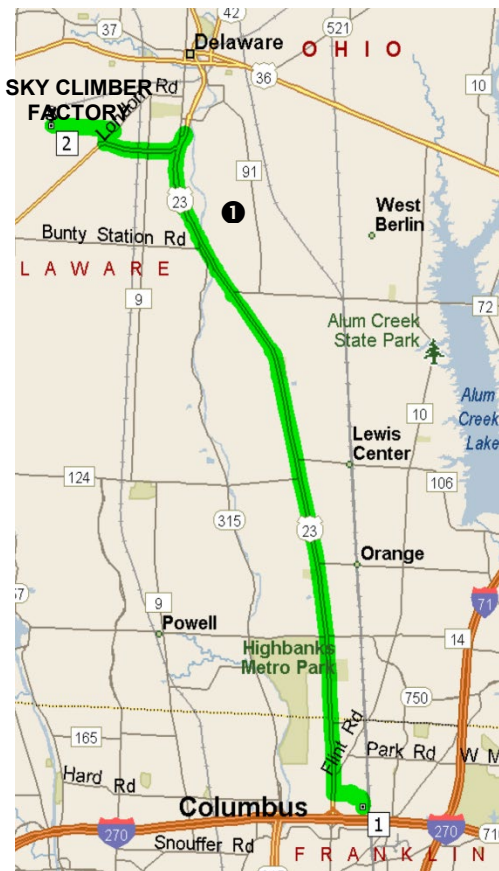 37
42
521
Delaware
OHIO
36
10
SKY CLIMBER
FACTORY
London Rd
2
91
23
❶
West
Berlin
Bunty Station Rd
LAWARE
9
72
Alum Creek
State Park
Alum
Creek
Lake
10
Lewis
Center
124
106
315
23
Orange
71
9
Powell
14
Highbanks
Metro Park
750
Flint Rd
165
Park Rd
W M
Hard Rd
Columbus
1
270
270
710
Snouffer Rd
FRANKLIN